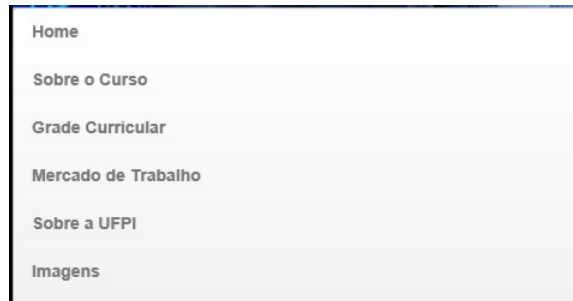 Home
Sobre o Curso
Grade Curricular
Mercado de Trabalho
Sobre a UFPI
Imagens